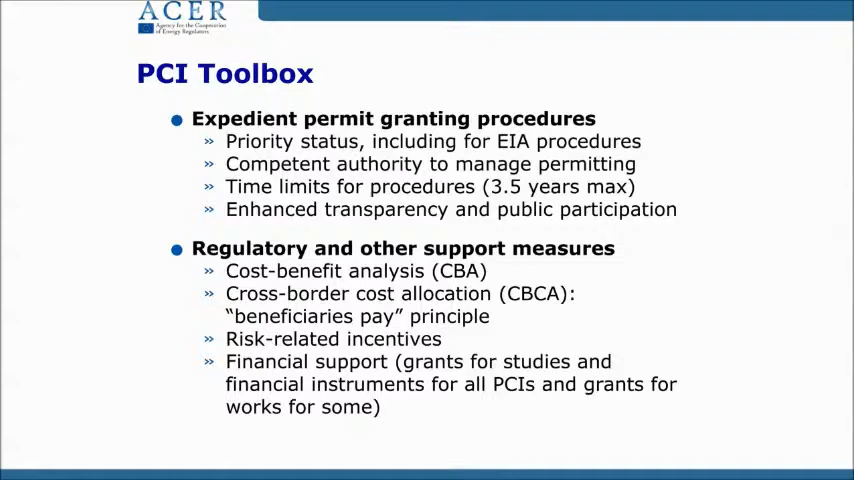 ACER
Agency for the Cooperation
of Energy Regulators
PCI Toolbox
● Expedient permit granting procedures
» Priority status, including for EIA procedures
» Competent authority to manage permitting
» Time limits for procedures (3.5 years max)
» Enhanced transparency and public participation
● Regulatory and other support measures
» Cost-benefit analysis (CBA)
» Cross-border cost allocation (CBCA):
“beneficiaries pay” principle
» Risk-related incentives
» Financial support (grants for studies and
financial instruments for all PCIs and grants for
works for some)